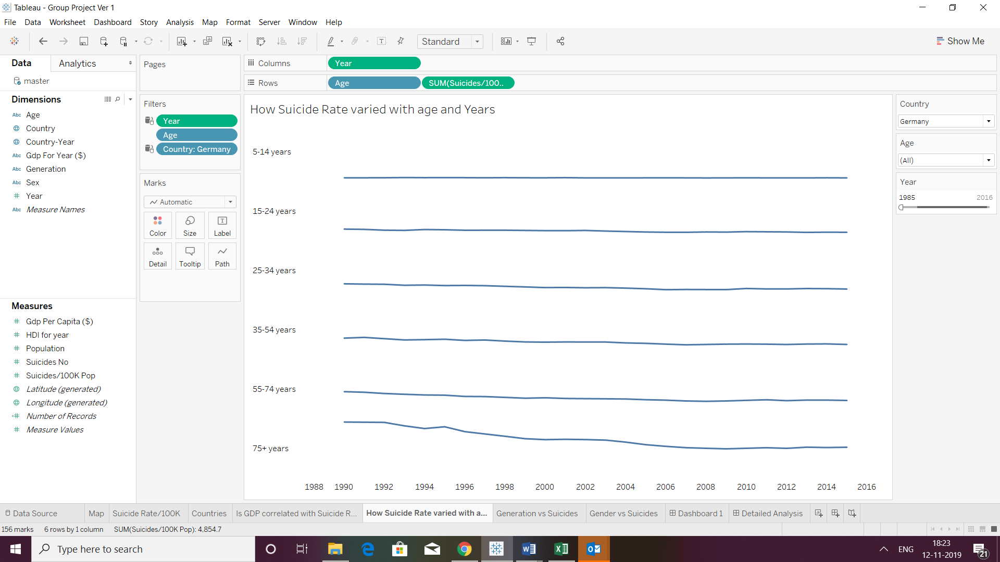 Tableau - Group Project Ver 1
File Data Worksheet Dashboard Story Analysis Map Format Server Window Help
Standard
Show Me
Data
Analytics
master
Dimensions
Abc Age
Country
Country-Year
Abc Gdp For Year ($)
Abc Generation
Abc Sex
# Year
Abc Measure Names
Measures
# Gdp Per Capita ($)
# HDI for year
# Population
# Suicides No
# Suicides/100K Pop
Latitude (generated)
Longitude (generated)
=# Number of Records
# Measure Values
Pages
Filters
Year
Age
Country: Germany
Marks
Automatic
Color
Size
Label
Detail
Tooltip
Path
Columns
Year
Rows
Age
SUM(Suicides/100..
How Suicide Rate varied with age and Years
5-14 years
15-24 years
25-34 years
35-54 years
55-74 years
75+ years
1988 1990 1992 1994 1996 1998 2000 2002 2004 2006 2008 2010 2012 2014 2016
Country
Germany
Age
(All)
Year
1985 2016
Data Source
Map
Suicide Rate/100K
Countries
Is GDP correlated with Suicide R...
How Suicide Rate varied with a...
Generation vs Suicides
Gender vs Suicides
Dashboard 1
Detailed Analysis
156 marks 6 rows by 1 column SUM(Suicides/100K Pop): 4,854.7
Type here to search
ENG
18:23
12-11-2019
21